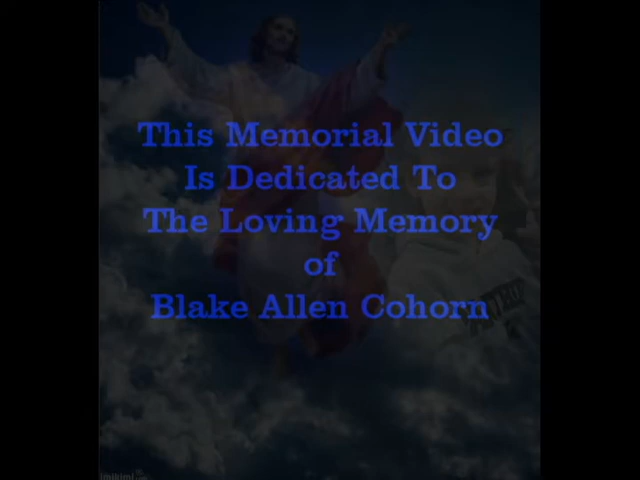 This Memorial Video
Is Dedicated To
The Loving Memory
of
Blake Allen Cohorn